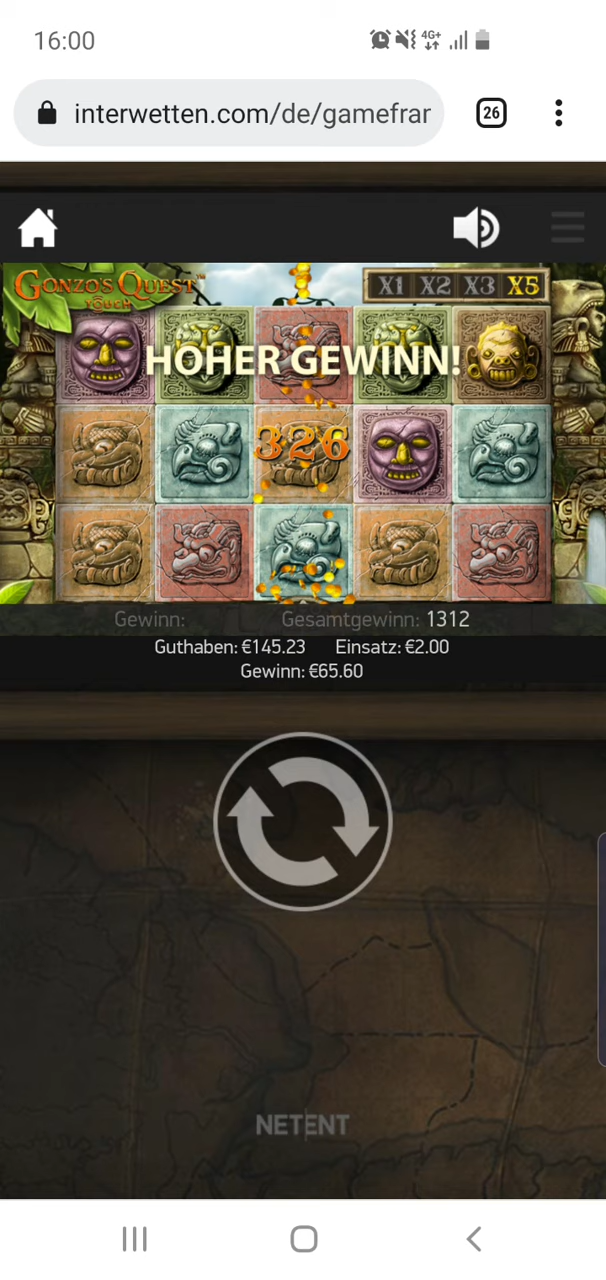 16:00
4G+
interwetten.com/de/gamefrar
26
GONZO'S QUEST™
TOUCH
X1 X2 X3 X5
HOHER GEWINN!
326
Gewinn: Gesamtgewinn: 1312
Guthaben: €145.23 Einsatz: €2.00
Gewinn: €65.60
NETENT